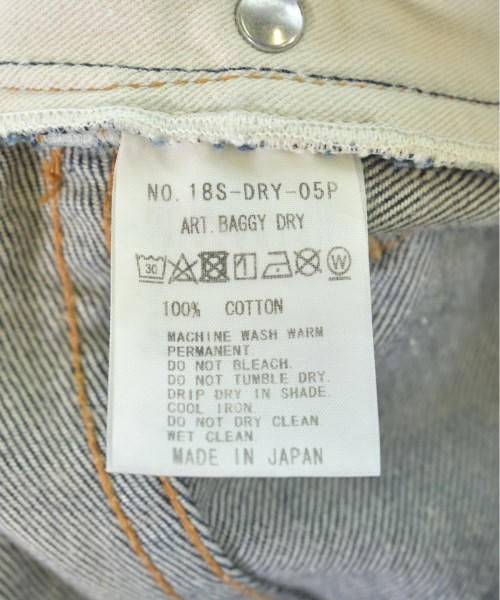 NO. 18S-DRY-05P
ART. BAGGY DRY
30 W
100% COTTON
MACHINE WASH WARM
PERMANENT.
DO NOT BLEACH.
DO NOT TUMBLE DRY.
DRIP DRY IN SHADE.
COOL IRON.
DO NOT DRY CLEAN.
WET CLEAN.
MADE IN JAPAN